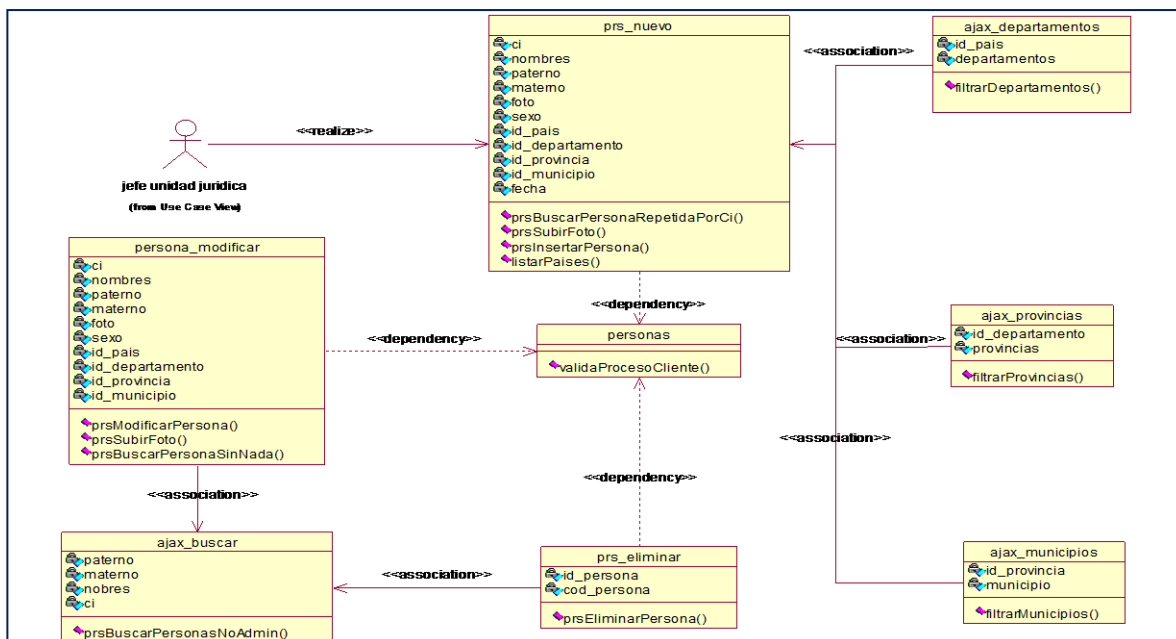 prs_nuevo
ci
nombres
paterno
materno
foto
sexo
id_pais
id_departamento
id_provincia
id_municipio
fecha
prsBuscarPersonaRepetidaPorCi()
prsSubirFoto()
prsInsertarPersona()
listarPaises()
ajax_departamentos
id_pais
departamentos
filtrarDepartamentos()
<<association>>
<<realize>>
jefe unidad juridica
(from Use Case View)
persona_modificar
ci
nombres
paterno
materno
foto
sexo
id_pais
id_departamento
id_provincia
id_municipio
prsModificarPersona()
prsSubirFoto()
prsBuscarPersonaSinNada()
<<dependency>>
<<dependency>>
personas
validaProcesoCliente()
ajax_provincias
id_departamento
provincias
filtrarProvincias()
<<association>>
<<association>>
<<dependency>>
<<association>>
ajax_buscar
paterno
materno
nobres
ci
prsBuscarPersonasNoAdmin()
<<association>>
prs_eliminar
id_persona
cod_persona
prsEliminarPersona()
ajax_municipios
id_provincia
municipio
filtrarMunicipios()